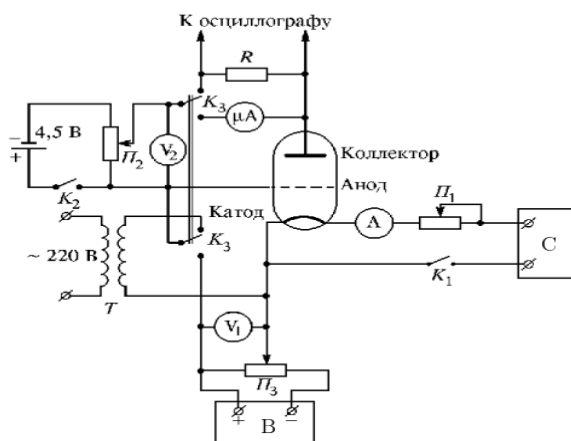 К осциллографу
R
K₃
μA
4,5 В
П₂
V₂
Коллектор
Анод
K₂
Катод
A
П₁
С
K₃
~ 220 В
T
K₁
V₁
П₃
В